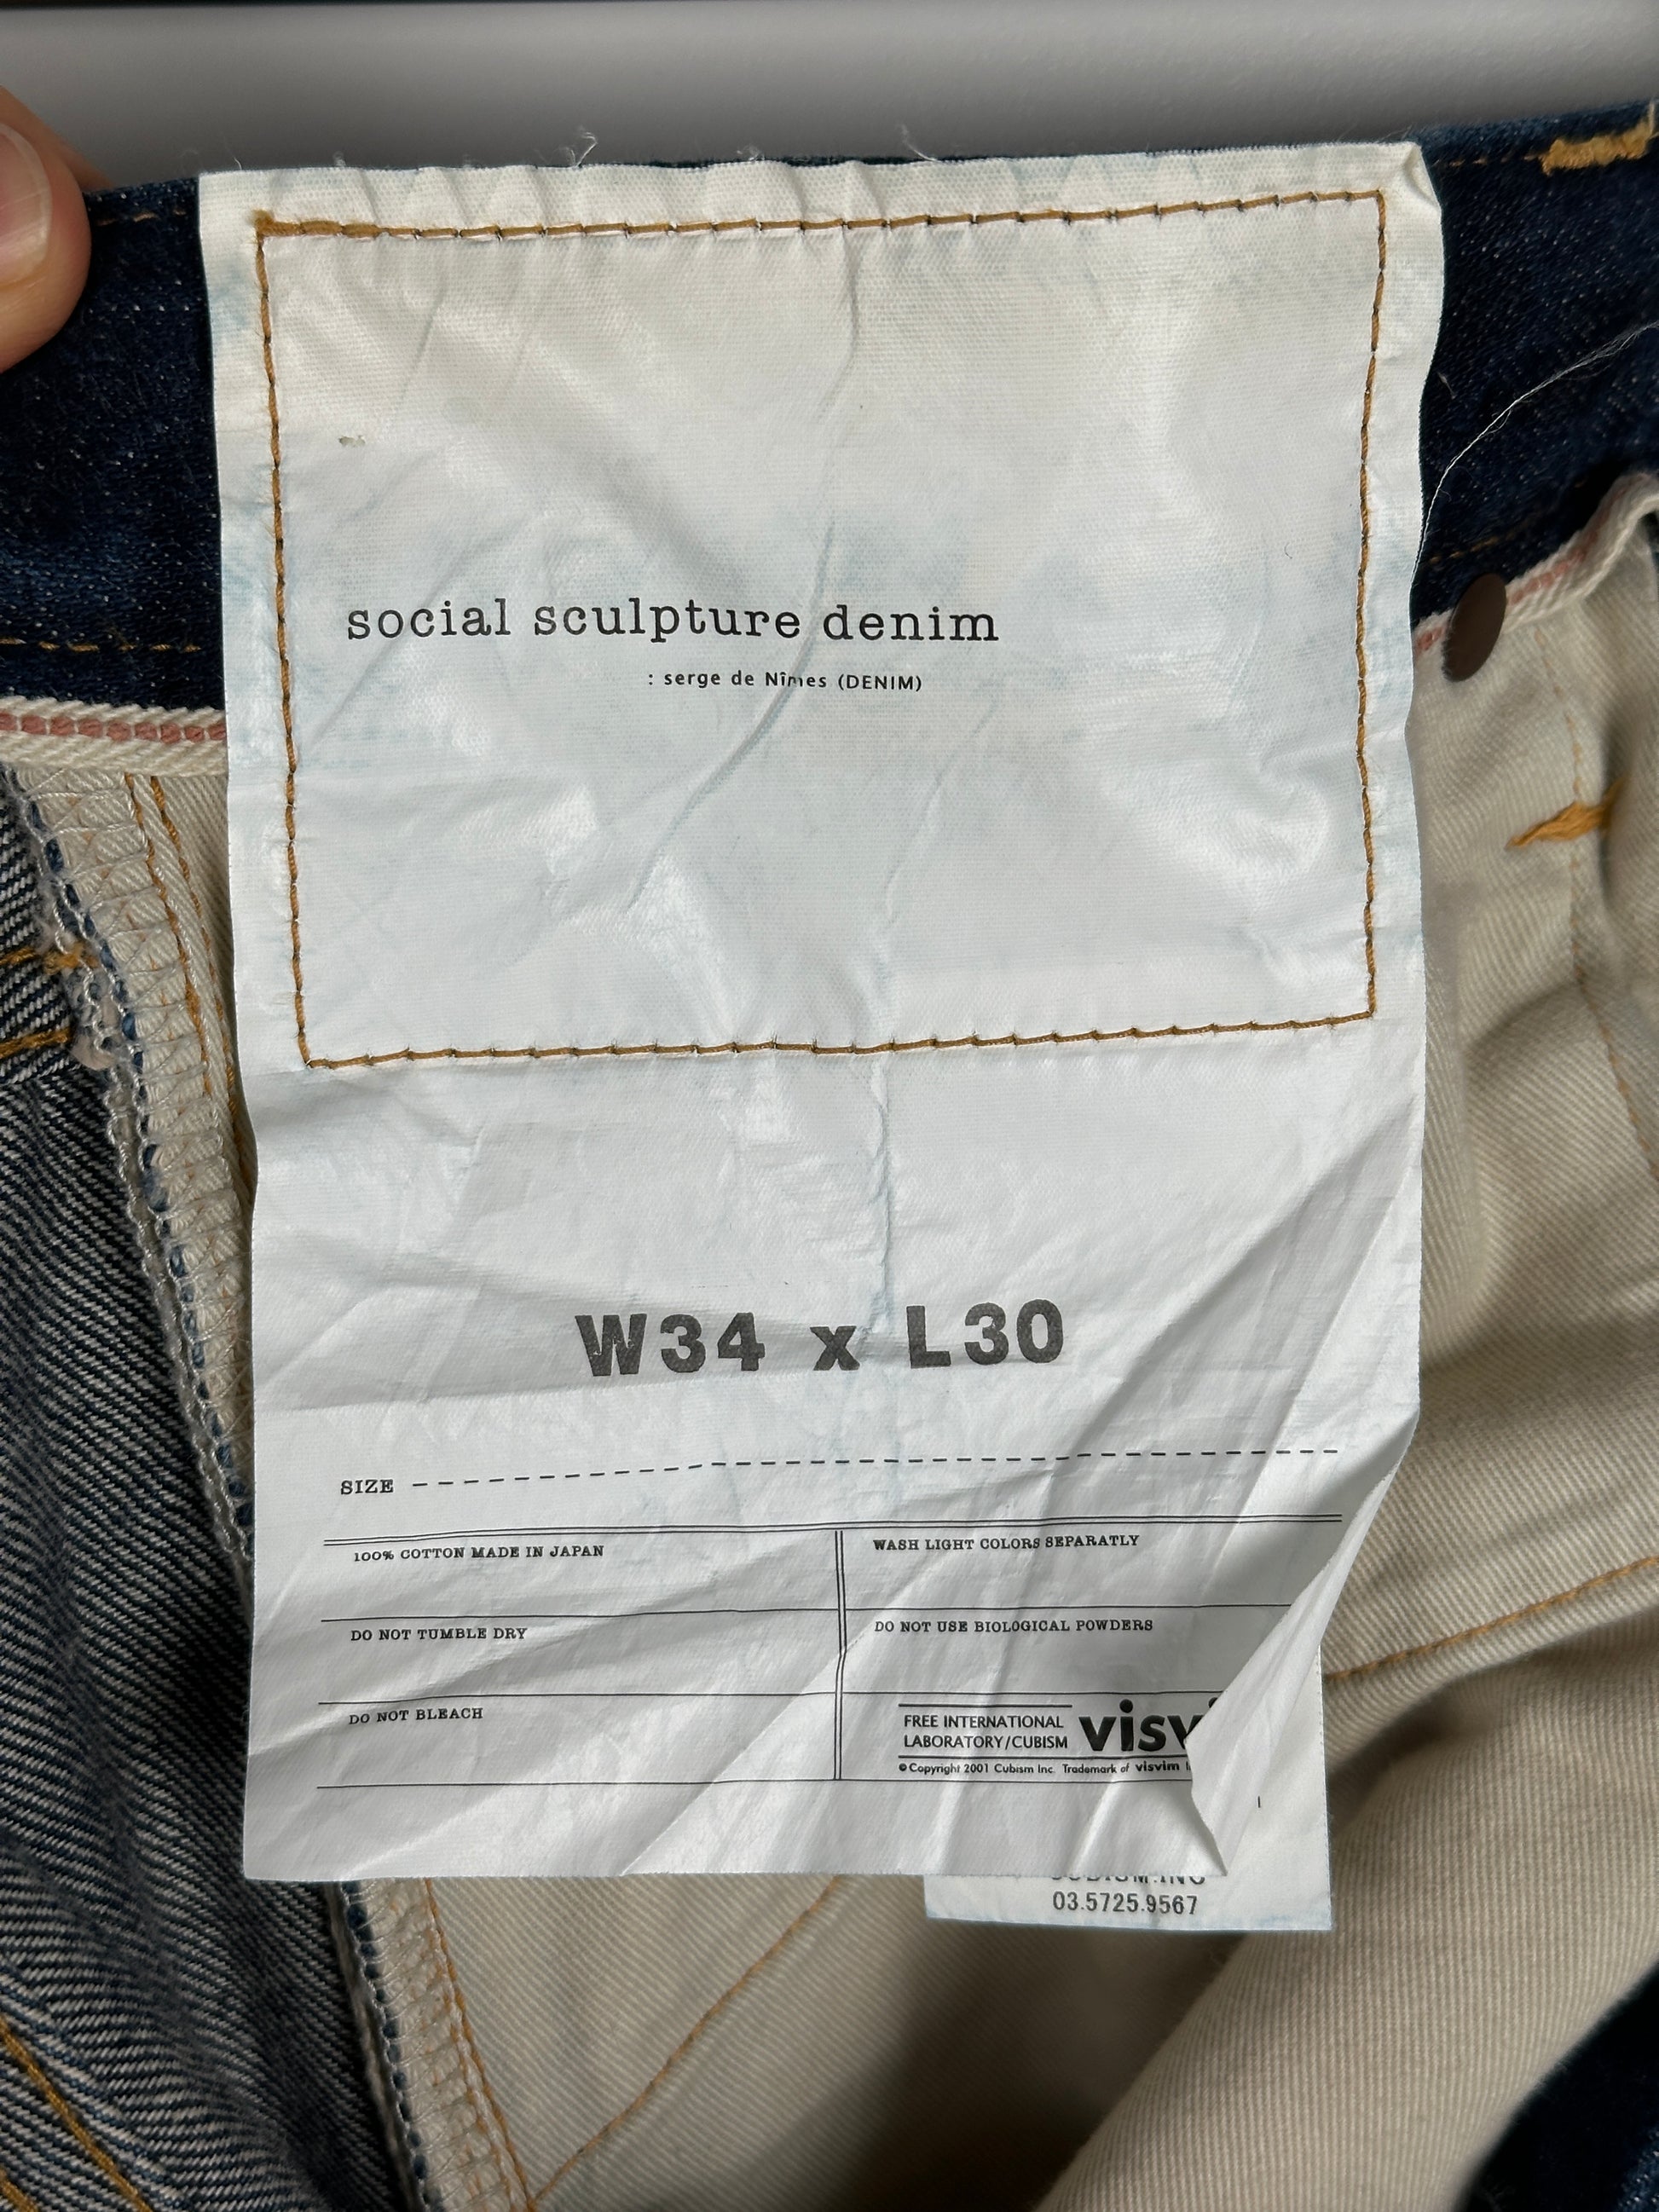 social sculpture denim
: serge de Nîmes (DENIM)
W34 x L30
SIZE
100% COTTON MADE IN JAPAN
WASH LIGHT COLORS SEPARATLY
DO NOT TUMBLE DRY
DO NOT USE BIOLOGICAL POWDERS
DO NOT BLEACH
FREE INTERNATIONAL
LABORATORY/CUBISM
visv
©Copyright 2001 Cubism Inc. Trademark of visvim
03.5725.9567